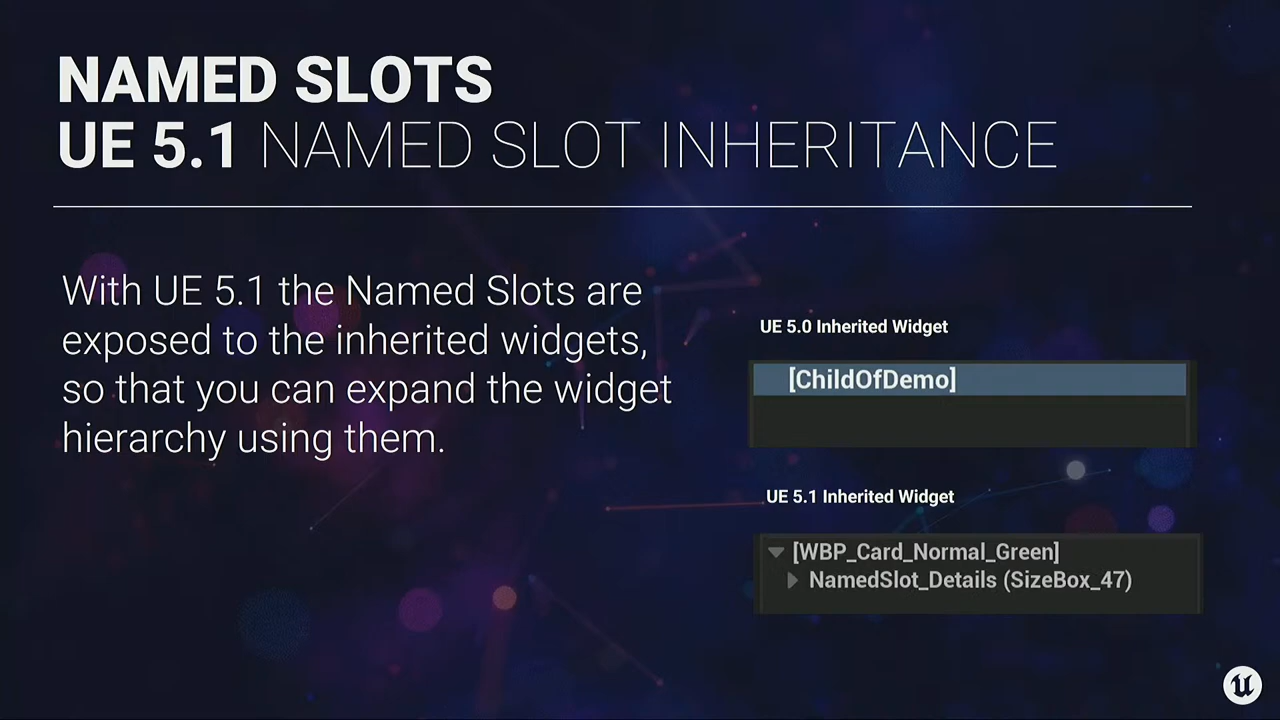 NAMED SLOTS
UE 5.1 NAMED SLOT INHERITANCE
With UE 5.1 the Named Slots are
exposed to the inherited widgets,
so that you can expand the widget
hierarchy using them.
UE 5.0 Inherited Widget
[ChildOfDemo]
UE 5.1 Inherited Widget
[WBP_Card_Normal_Green]
NamedSlot_Details (SizeBox_47)